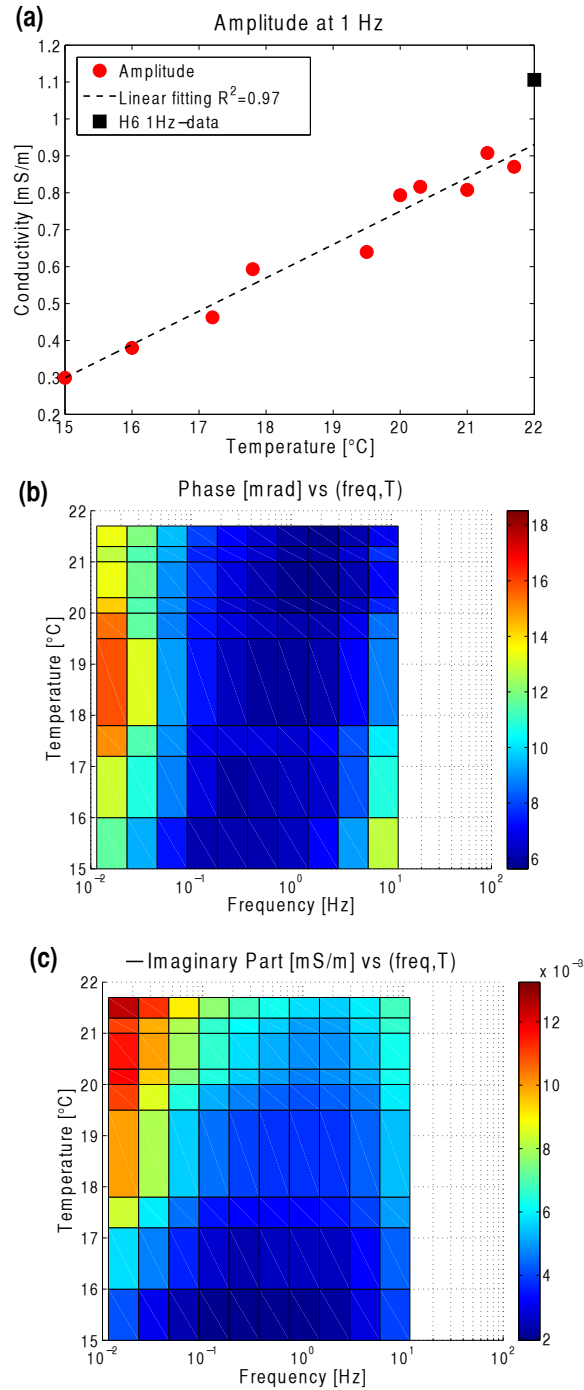 (a)
Amplitude at 1 Hz
1.2
1.1
1
0.9
0.8
0.7
0.6
0.5
0.4
0.3
0.2
Conductivity [mS/m]
Amplitude
Linear fitting R²=0.97
H6 1Hz−data
15 16 17 18 19 20 21 22
Temperature [°C]
(b)
Phase [mrad] vs (freq,T)
22
21
20
19
18
17
16
15
Temperature [°C]
10⁻² 10⁻¹ 10⁰ 10¹ 10²
Frequency [Hz]
18
16
14
12
10
8
6
(c)
−Imaginary Part [mS/m] vs (freq,T)
x 10⁻³
22
21
20
19
18
17
16
15
Temperature [°C]
10⁻² 10⁻¹ 10⁰ 10¹ 10²
Frequency [Hz]
12
10
8
6
4
2